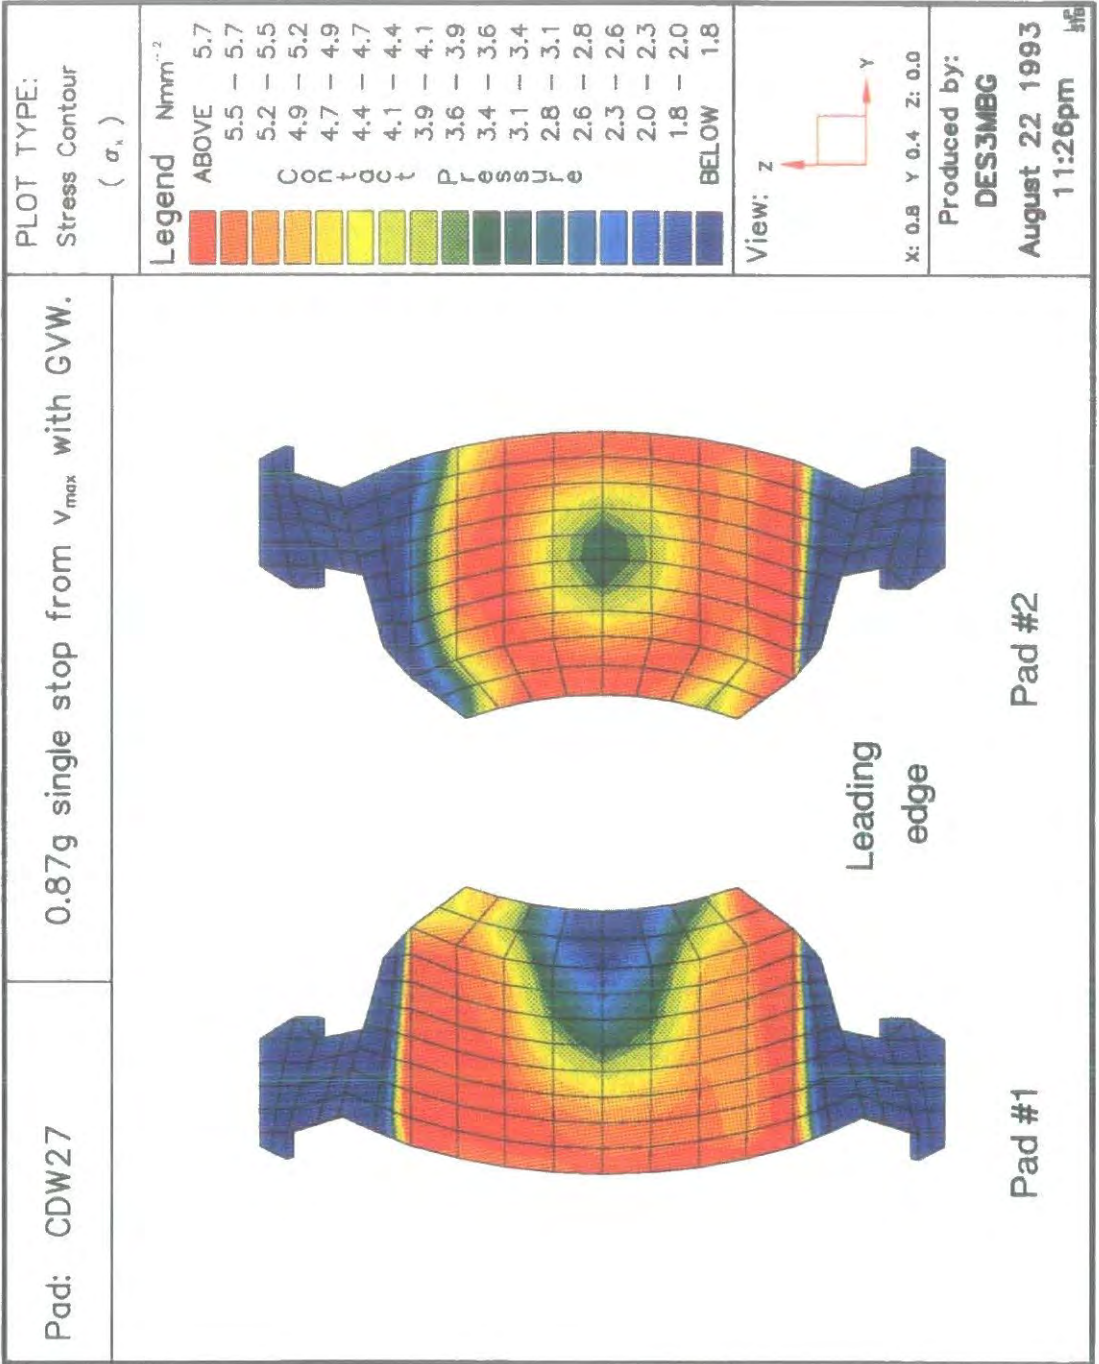 Pad: CDW27
0.87g single stop from vmax with GVW.
PLOT TYPE:
Stress Contour
( σx )
Legend Nmm-2
ABOVE 5.7
5.5 - 5.7
5.2 - 5.5
4.9 - 5.2
4.7 - 4.9
4.4 - 4.7
4.1 - 4.4
3.9 - 4.1
3.6 - 3.9
3.4 - 3.6
3.1 - 3.4
2.8 - 3.1
2.6 - 2.8
2.3 - 2.6
2.0 - 2.3
1.8 - 2.0
BELOW 1.8
Contact Pressure
View:
Z
Y
X: 0.8 Y 0.4 Z: 0.0
Produced by:
DES3MBG
August 22 1993
11:26pm
Leading
edge
Pad #1
Pad #2